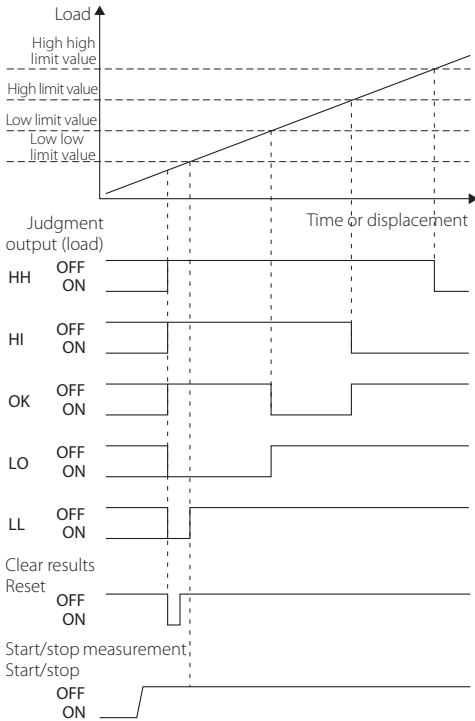 Load
High high
limit value
High limit value
Low limit value
Low low
limit value
Time or displacement
Judgment
output (load)
HH OFF
ON
HI OFF
ON
OK OFF
ON
LO OFF
ON
LL OFF
ON
Clear results
Reset
OFF
ON
Start/stop measurement
Start/stop
OFF
ON